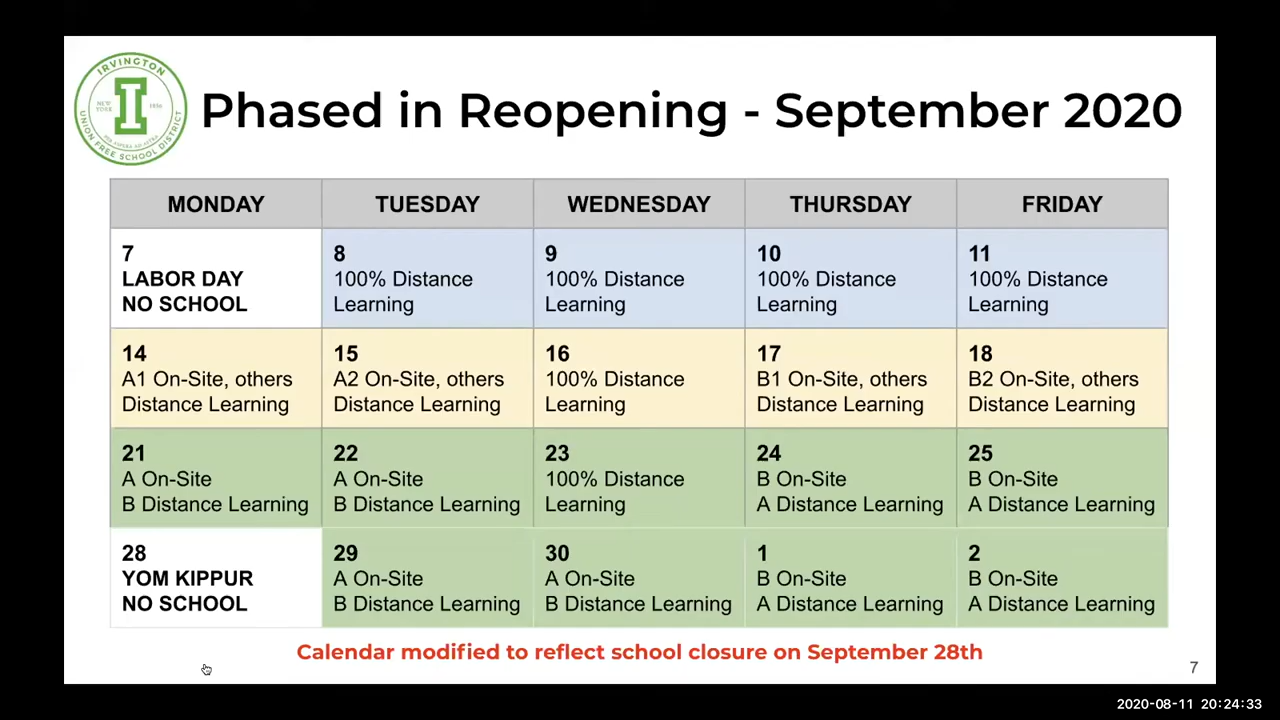 IRVINGTON
NEW YORK
1956
UNION FREE SCHOOL DISTRICT
Phased in Reopening - September 2020
MONDAY
TUESDAY
WEDNESDAY
THURSDAY
FRIDAY
7
LABOR DAY
NO SCHOOL
8
100% Distance
Learning
9
100% Distance
Learning
10
100% Distance
Learning
11
100% Distance
Learning
14
A1 On-Site, others
Distance Learning
15
A2 On-Site, others
Distance Learning
16
100% Distance
Learning
17
B1 On-Site, others
Distance Learning
18
B2 On-Site, others
Distance Learning
21
A On-Site
B Distance Learning
22
A On-Site
B Distance Learning
23
100% Distance
Learning
24
B On-Site
A Distance Learning
25
B On-Site
A Distance Learning
28
YOM KIPPUR
NO SCHOOL
29
A On-Site
B Distance Learning
30
A On-Site
B Distance Learning
1
B On-Site
A Distance Learning
2
B On-Site
A Distance Learning
Calendar modified to reflect school closure on September 28th
7
2020-08-11 20:24:33